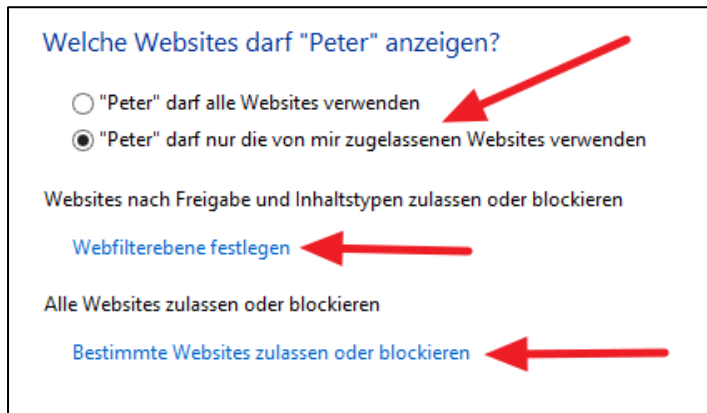 Welche Websites darf "Peter" anzeigen?
"Peter" darf alle Websites verwenden
"Peter" darf nur die von mir zugelassenen Websites verwenden
Websites nach Freigabe und Inhaltstypen zulassen oder blockieren
Webfilterebene festlegen
Alle Websites zulassen oder blockieren
Bestimmte Websites zulassen oder blockieren